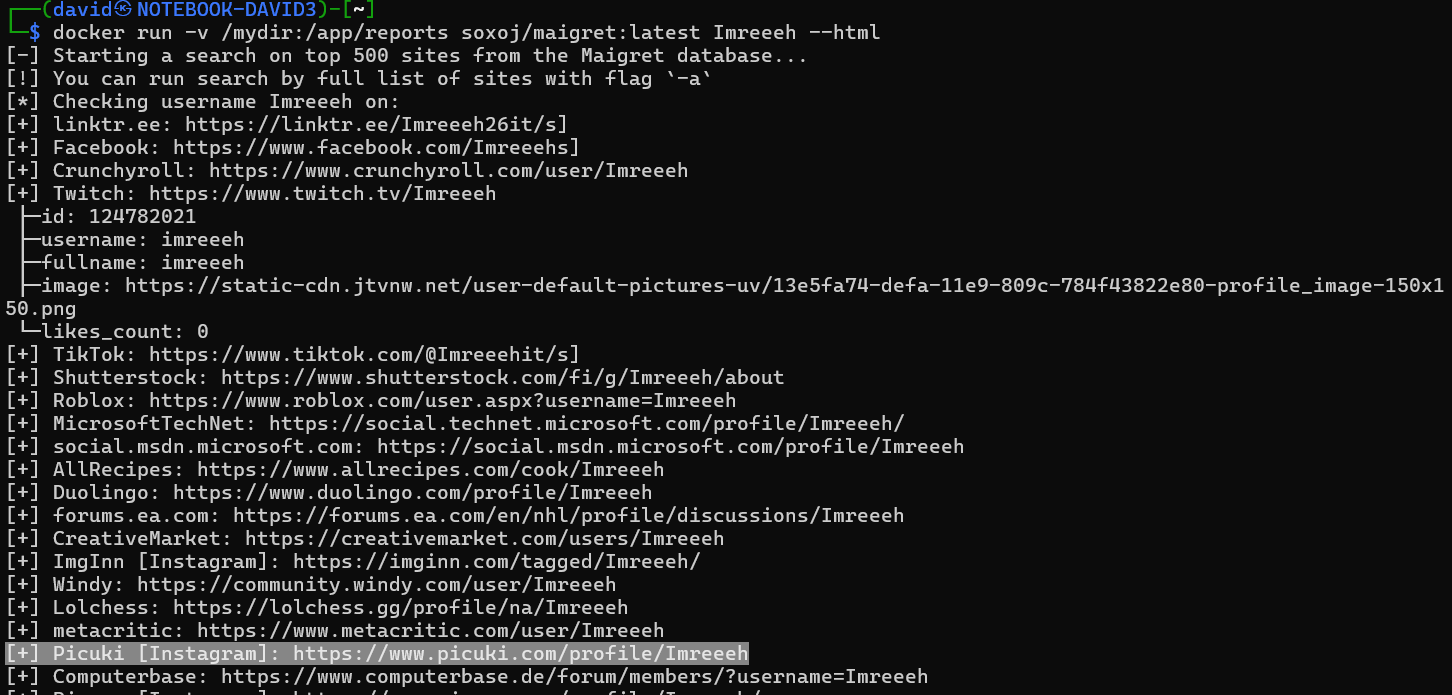 ┌──(david㉿NOTEBOOK-DAVID3)-[~]
└─$ docker run -v /mydir:/app/reports soxoj/maigret:latest Imreeeh --html
[-] Starting a search on top 500 sites from the Maigret database...
[!] You can run search by full list of sites with flag `-a`
[*] Checking username Imreeeh on:
[+] linktr.ee: https://linktr.ee/Imreeeh26it/s]
[+] Facebook: https://www.facebook.com/Imreeehs]
[+] Crunchyroll: https://www.crunchyroll.com/user/Imreeeh
[+] Twitch: https://www.twitch.tv/Imreeeh
├─id: 124782021
├─username: imreeeh
├─fullname: imreeeh
├─image: https://static-cdn.jtvnw.net/user-default-pictures-uv/13e5fa74-defa-11e9-809c-784f43822e80-profile_image-150x1
50.png
└─likes_count: 0
[+] TikTok: https://www.tiktok.com/@Imreeehit/s]
[+] Shutterstock: https://www.shutterstock.com/fi/g/Imreeeh/about
[+] Roblox: https://www.roblox.com/user.aspx?username=Imreeeh
[+] MicrosoftTechNet: https://social.technet.microsoft.com/profile/Imreeeh/
[+] social.msdn.microsoft.com: https://social.msdn.microsoft.com/profile/Imreeeh
[+] AllRecipes: https://www.allrecipes.com/cook/Imreeeh
[+] Duolingo: https://www.duolingo.com/profile/Imreeeh
[+] forums.ea.com: https://forums.ea.com/en/nhl/profile/discussions/Imreeeh
[+] CreativeMarket: https://creativemarket.com/users/Imreeeh
[+] ImgInn [Instagram]: https://imginn.com/tagged/Imreeeh/
[+] Windy: https://community.windy.com/user/Imreeeh
[+] Lolchess: https://lolchess.gg/profile/na/Imreeeh
[+] metacritic: https://www.metacritic.com/user/Imreeeh
[+] Picuki [Instagram]: https://www.picuki.com/profile/Imreeeh
[+] Computerbase: https://www.computerbase.de/forum/members/?username=Imreeeh